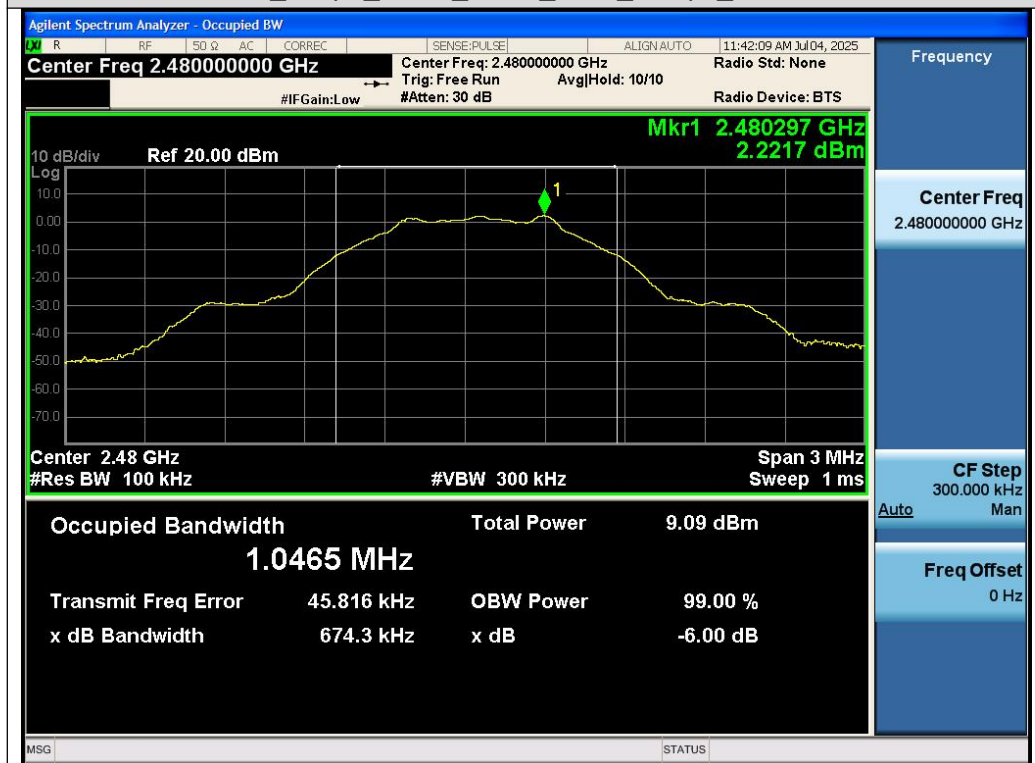 Agilent Spectrum Analyzer - Occupied BW
LXI R RF 50 Ω AC CORREC SENSE:PULSE ALIGN AUTO 11:42:09 AM Jul 04, 2025
Center Freq 2.480000000 GHz
Center Freq: 2.480000000 GHz
Radio Std: None
Trig: Free Run Avg|Hold: 10/10
#IFGain:Low
#Atten: 30 dB
Radio Device: BTS
Mkr1 2.480297 GHz
2.2217 dBm
10 dB/div Ref 20.00 dBm
Log
10.0
0.00
-10.0
-20.0
-30.0
-40.0
-50.0
-60.0
-70.0
1
Center 2.48 GHz
Span 3 MHz
#Res BW 100 kHz
#VBW 300 kHz
Sweep 1 ms
Occupied Bandwidth
Total Power 9.09 dBm
1.0465 MHz
Transmit Freq Error 45.816 kHz
OBW Power 99.00 %
x dB Bandwidth 674.3 kHz
x dB -6.00 dB
Frequency
Center Freq
2.480000000 GHz
CF Step
300.000 kHz
Auto Man
Freq Offset
0 Hz
MSG
STATUS